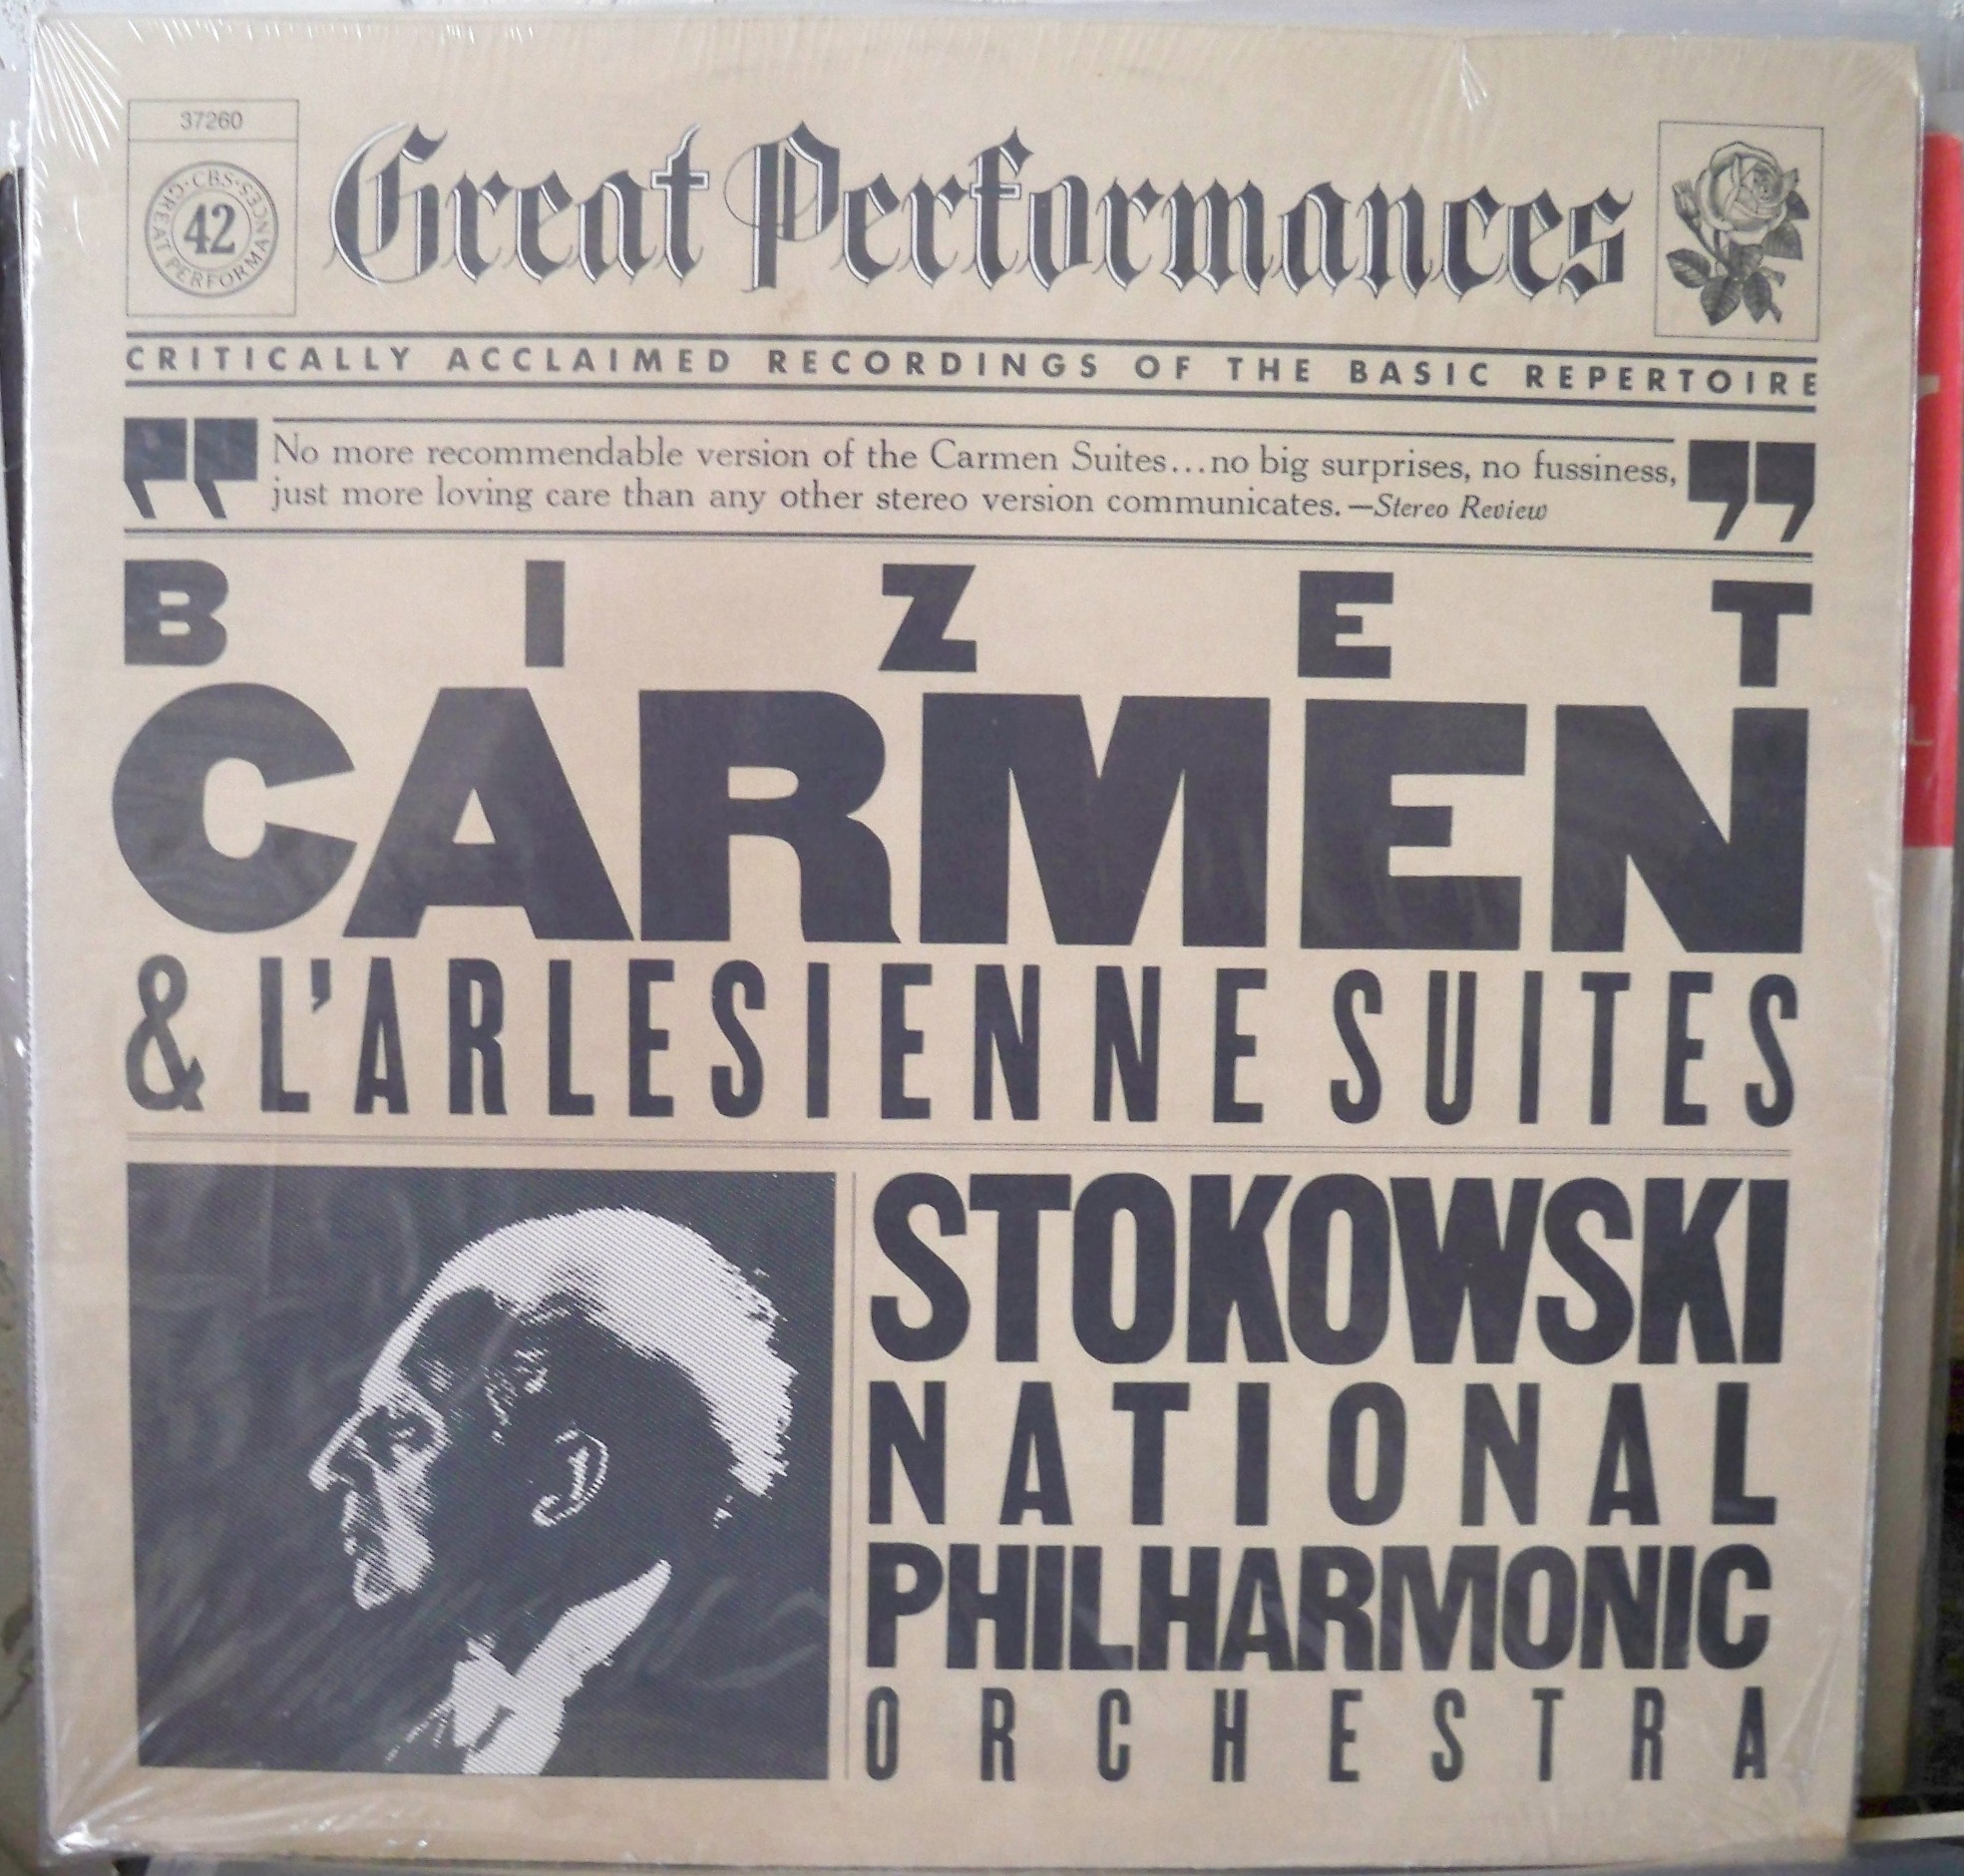 37260
·CBS·GREAT PERFORMANCES·
42
Great Performances
CRITICALLY ACCLAIMED RECORDINGS OF THE BASIC REPERTOIRE
"No more recommendable version of the Carmen Suites...no big surprises, no fussiness,
just more loving care than any other stereo version communicates.—Stereo Review"
BIZET
CARMEN
& L'ARLESIENNE SUITES
STOKOWSKI
NATIONAL
PHILHARMONIC
ORCHESTRA